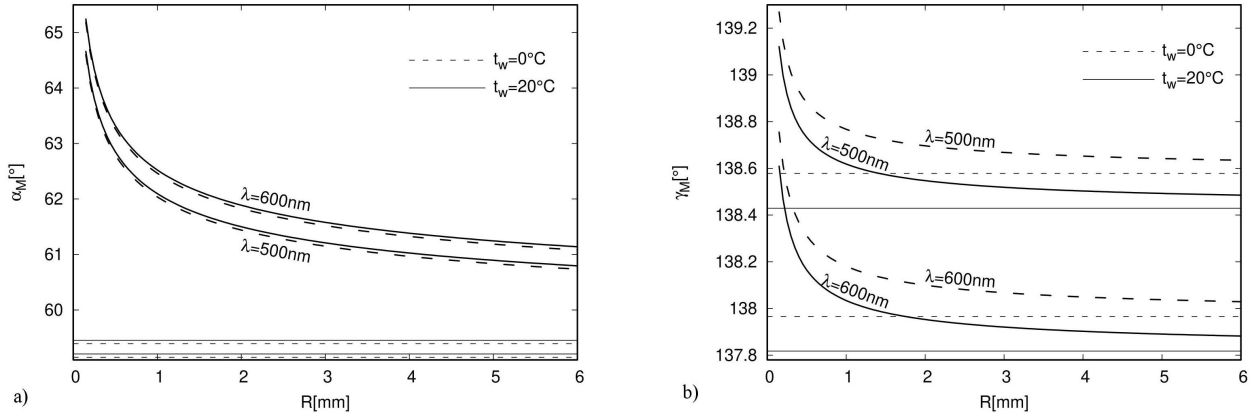 65
64
63
62
61
60
α_M[°]
0
1
2
3
4
5
6
R[mm]
t_w=0°C
t_w=20°C
λ=600nm
λ=500nm
a)
139.2
139
138.8
138.6
138.4
138.2
138
137.8
γ_M[°]
0
1
2
3
4
5
6
R[mm]
t_w=0°C
t_w=20°C
λ=500nm
λ=500nm
λ=600nm
λ=600nm
b)